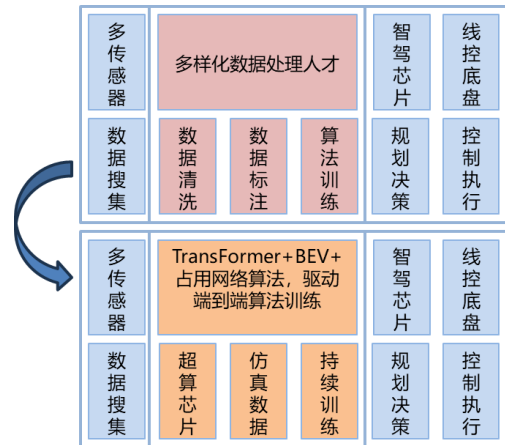 多传感器
多样化数据处理人才
智驾芯片
线控底盘
数据搜集
数据清洗
数据标注
算法训练
规划决策
控制执行
多传感器
TransFormer+BEV+
占用网络算法，驱动
端到端算法训练
智驾芯片
线控底盘
数据搜集
超算芯片
仿真数据
持续训练
规划决策
控制执行